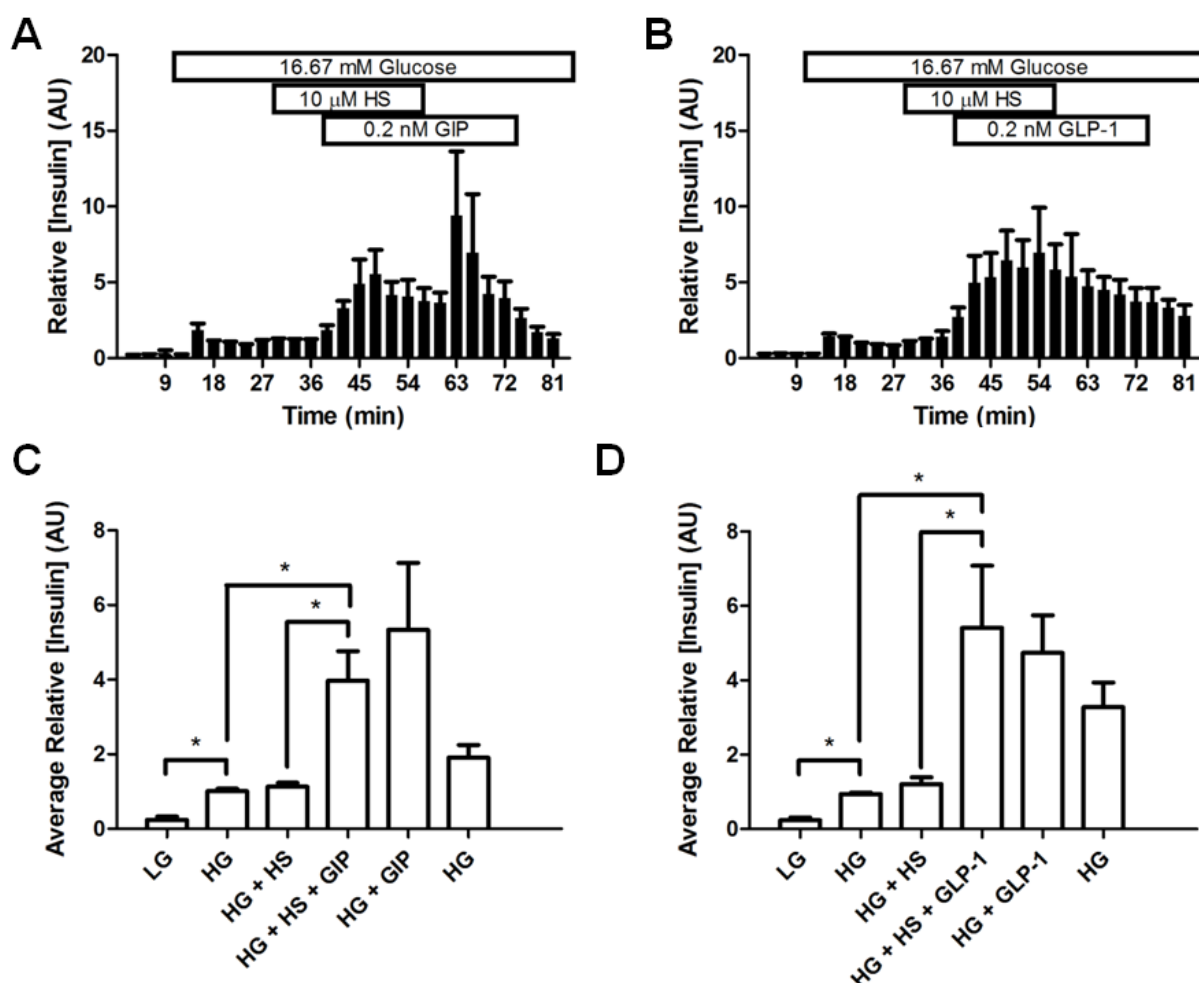 A
20
15
10
5
0
Relative [Insulin] (AU)
16.67 mM Glucose
10 μM HS
0.2 nM GIP
9 18 27 36 45 54 63 72 81
Time (min)
B
20
15
10
5
0
Relative [Insulin] (AU)
16.67 mM Glucose
10 μM HS
0.2 nM GLP-1
9 18 27 36 45 54 63 72 81
Time (min)
C
8
6
4
2
0
Average Relative [Insulin] (AU)
*
*
*
LG
HG
HG + HS
HG + HS + GIP
HG + GIP
HG
D
8
6
4
2
0
Average Relative [Insulin] (AU)
*
*
*
LG
HG
HG + HS
HG + HS + GLP-1
HG + GLP-1
HG